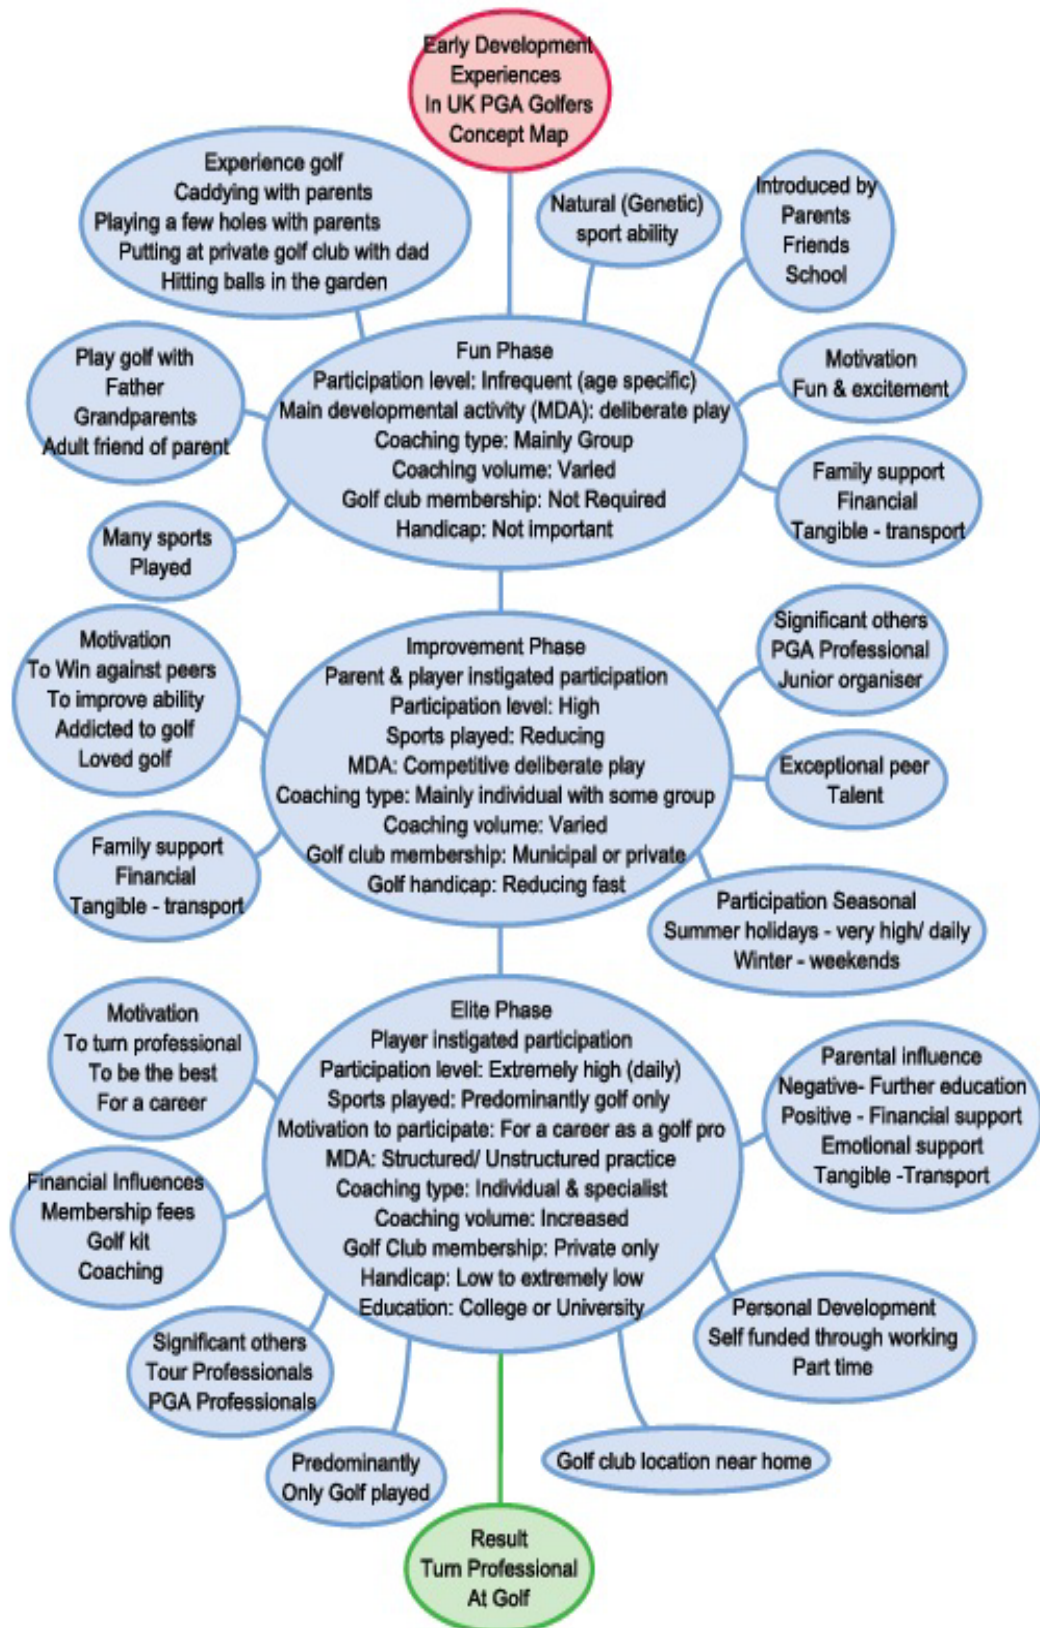 Early Development
Experiences
In UK PGA Golfers
Concept Map
Experience golf
Caddying with parents
Playing a few holes with parents
Putting at private golf club with dad
Hitting balls in the garden
Natural (Genetic)
sport ability
Introduced by
Parents
Friends
School
Play golf with
Father
Grandparents
Adult friend of parent
Fun Phase
Participation level: Infrequent (age specific)
Main developmental activity (MDA): deliberate play
Coaching type: Mainly Group
Coaching volume: Varied
Golf club membership: Not Required
Handicap: Not important
Motivation
Fun & excitement
Family support
Financial
Tangible - transport
Many sports
Played
Motivation
To Win against peers
To improve ability
Addicted to golf
Loved golf
Improvement Phase
Parent & player instigated participation
Participation level: High
Sports played: Reducing
MDA: Competitive deliberate play
Coaching type: Mainly individual with some group
Coaching volume: Varied
Golf club membership: Municipal or private
Golf handicap: Reducing fast
Significant others
PGA Professional
Junior organiser
Exceptional peer
Talent
Family support
Financial
Tangible - transport
Participation Seasonal
Summer holidays - very high/ daily
Winter - weekends
Motivation
To turn professional
To be the best
For a career
Elite Phase
Player instigated participation
Participation level: Extremely high (daily)
Sports played: Predominantly golf only
Motivation to participate: For a career as a golf pro
MDA: Structured/ Unstructured practice
Coaching type: Individual & specialist
Coaching volume: Increased
Golf Club membership: Private only
Handicap: Low to extremely low
Education: College or University
Parental influence
Negative- Further education
Positive - Financial support
Emotional support
Tangible -Transport
Financial Influences
Membership fees
Golf kit
Coaching
Personal Development
Self funded through working
Part time
Significant others
Tour Professionals
PGA Professionals
Predominantly
Only Golf played
Golf club location near home
Result
Turn Professional
At Golf